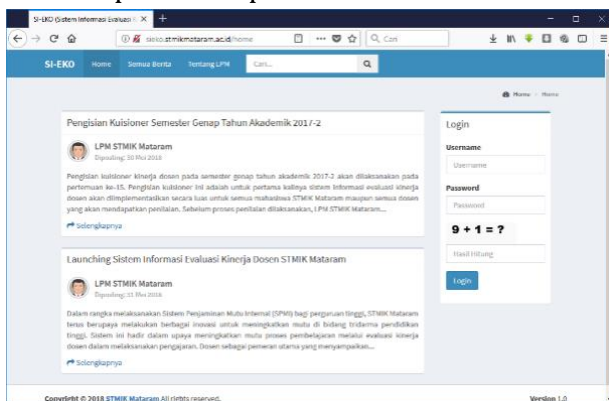 SI-EKO (Sistem Informasi Evaluasi K
sieko.stmikmataram.ac.id/home
Cari
SI-EKO Home Semua Berita Tentang LPM Cari...
Home > Home
Pengisian Kuisioner Semester Genap Tahun Akademik 2017-2
LPM STMIK Mataram
Diposting: 30 Mei 2018
Pengisian kuisioner kinerja dosen pada semester genap tahun akademik 2017-2 akan dilaksanakan pada
pertemuan ke-15. Pengisian kuisioner ini adalah untuk pertama kalinya sistem informasi evaluasi kinerja
dosen akan diimplementasikan secara luas untuk semua mahasiswa STMIK Mataram maupun semua dosen
yang akan mendapatkan penilaian. Sebelum proses penilaian dilaksanakan, LPM STMIK Mataram...
Selengkapnya
Launching Sistem Informasi Evaluasi Kinerja Dosen STMIK Mataram
LPM STMIK Mataram
Diposting: 21 Mei 2018
Dalam rangka melaksanakan Sistem Penjaminan Mutu Internal (SPMI) bagi perguruan tinggi, STMIK Mataram
terus berupaya melakukan berbagai inovasi untuk meningkatkan mutu di bidang tridarma pendidikan
tinggi. Sistem ini hadir dalam upaya meningkatkan mutu proses pembelajaran melalui evaluasi kinerja
dosen dalam melaksanakan pengajaran. Dosen sebagai pemeran utama yang menyampaikan...
Selengkapnya
Login
Username
Username
Password
Password
9 + 1 = ?
Hasil Hitung
Login
Copyright © 2018 STMIK Mataram All rights reserved.
Version 1.0